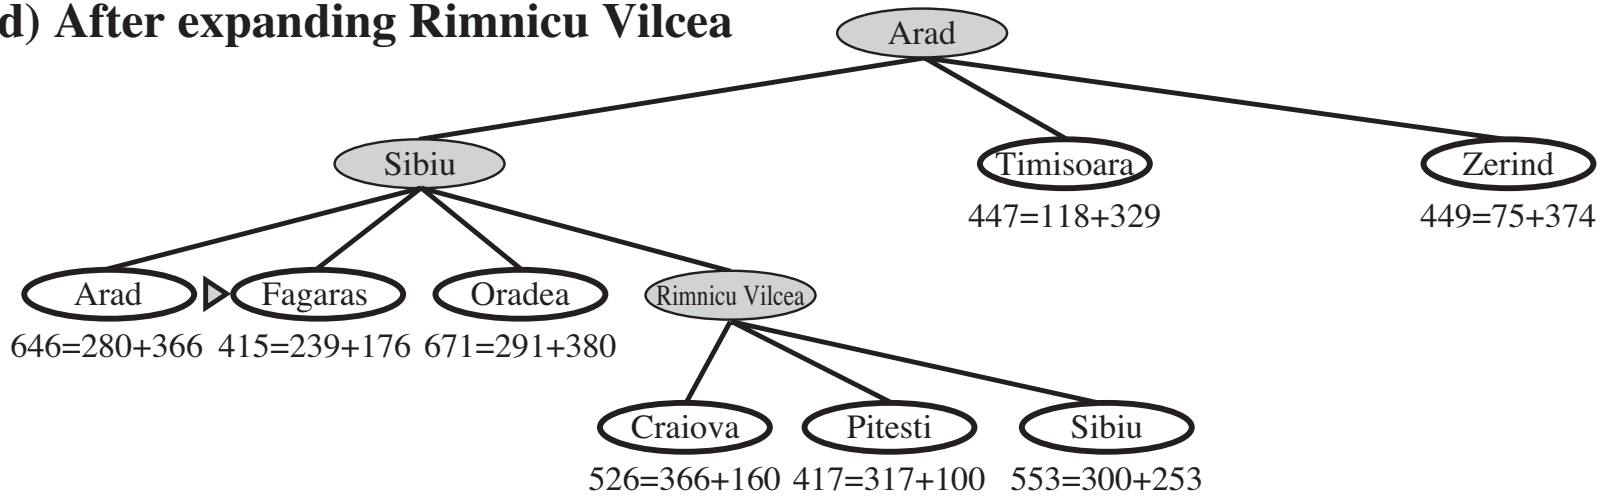 d) After expanding Rimnicu Vilcea
Arad
Sibiu
Timisoara
Zerind
447=118+329
449=75+374
Arad
Fagaras
Oradea
Rimnicu Vilcea
646=280+366
415=239+176
671=291+380
Craiova
Pitesti
Sibiu
526=366+160
417=317+100
553=300+253